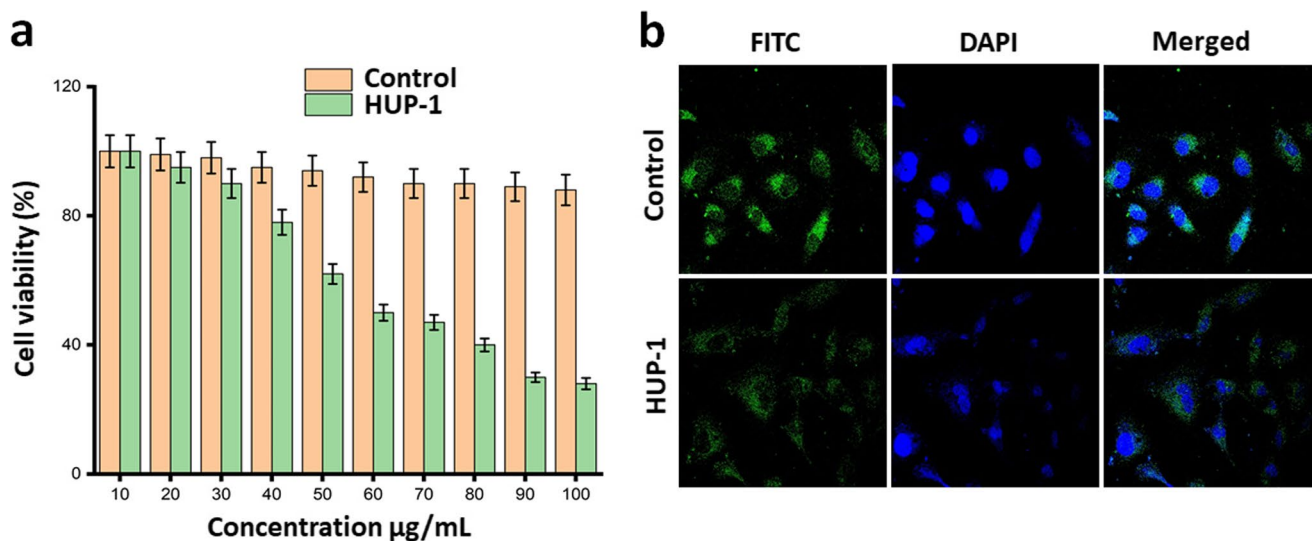 a
120
80
40
0
Cell viability (%)
Control
HUP-1
10 20 30 40 50 60 70 80 90 100
Concentration µg/mL
b
FITC DAPI Merged
Control
HUP-1